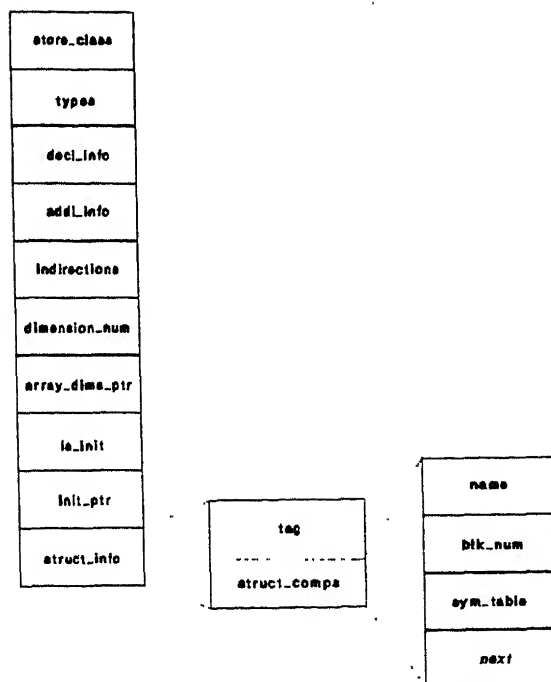 store_class
types
decl_info
addl_info
indirections
dimension_num
array_dims_ptr
is_init
init_ptr
struct_info
tag
struct_comps
name
blk_num
sym_table
next